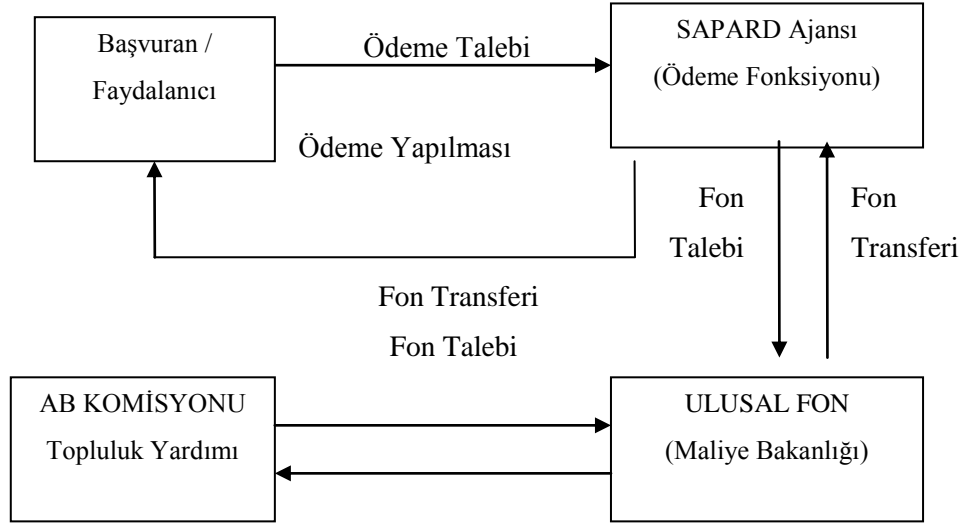 Başvuran /
Faydalanıcı
Ödeme Talebi
SAPARD Ajansı
(Ödeme Fonksiyonu)
Ödeme Yapılması
Fon
Talebi
Fon
Transferi
Fon Transferi
Fon Talebi
AB KOMİSYONU
Topluluk Yardımı
ULUSAL FON
(Maliye Bakanlığı)